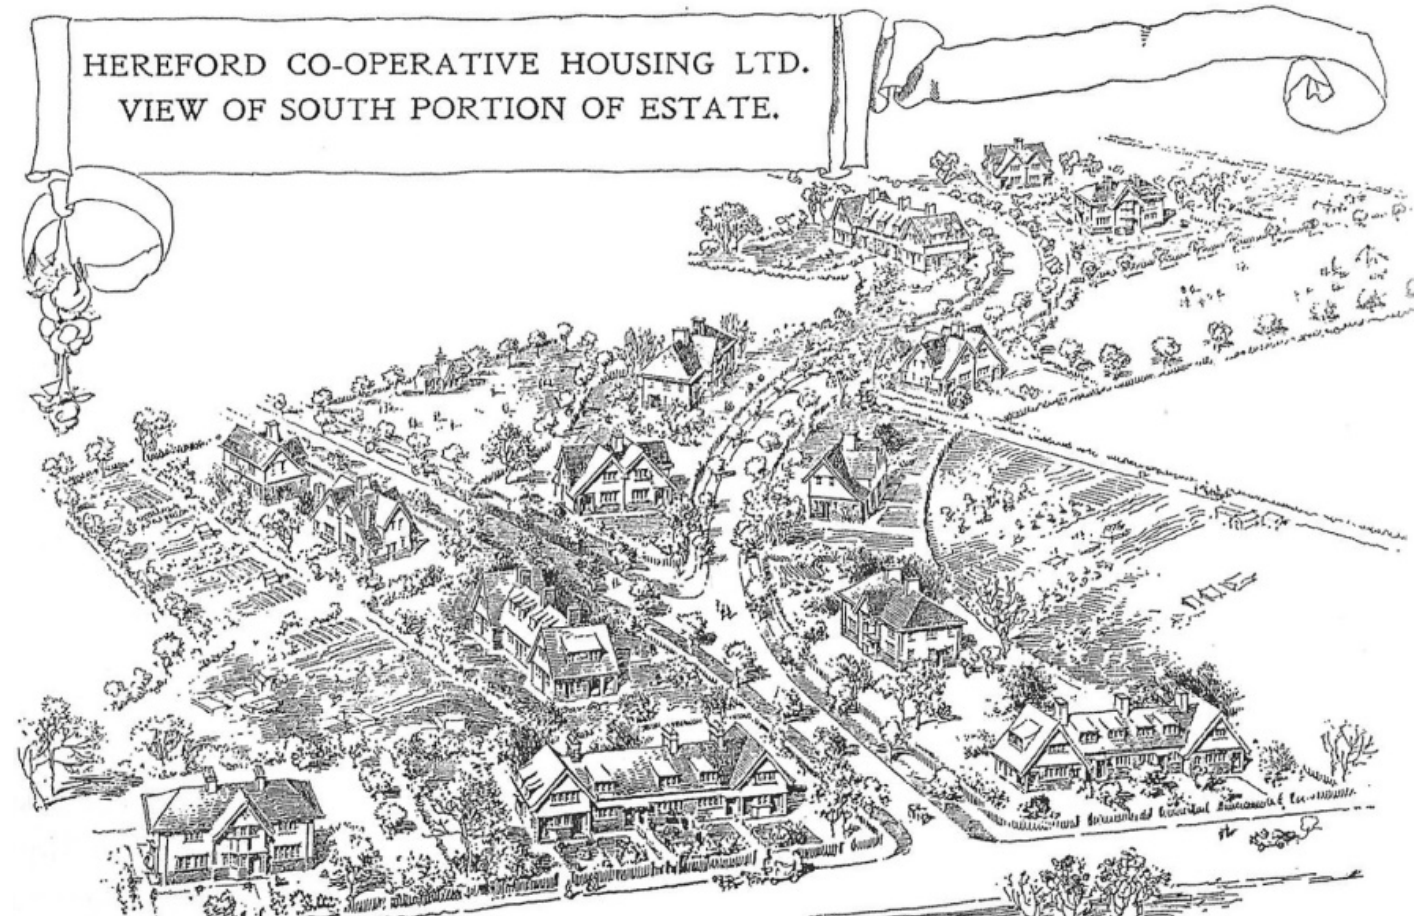 HEREFORD CO-OPERATIVE HOUSING LTD.
VIEW OF SOUTH PORTION OF ESTATE.